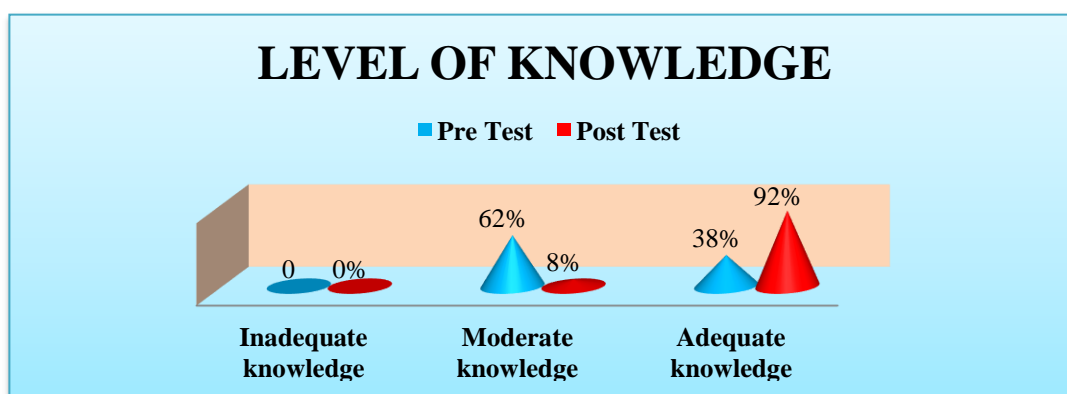 LEVEL OF KNOWLEDGE
Pre Test Post Test
92%
62%
38%
0 0% 8%
Inadequate knowledge
Moderate knowledge
Adequate knowledge